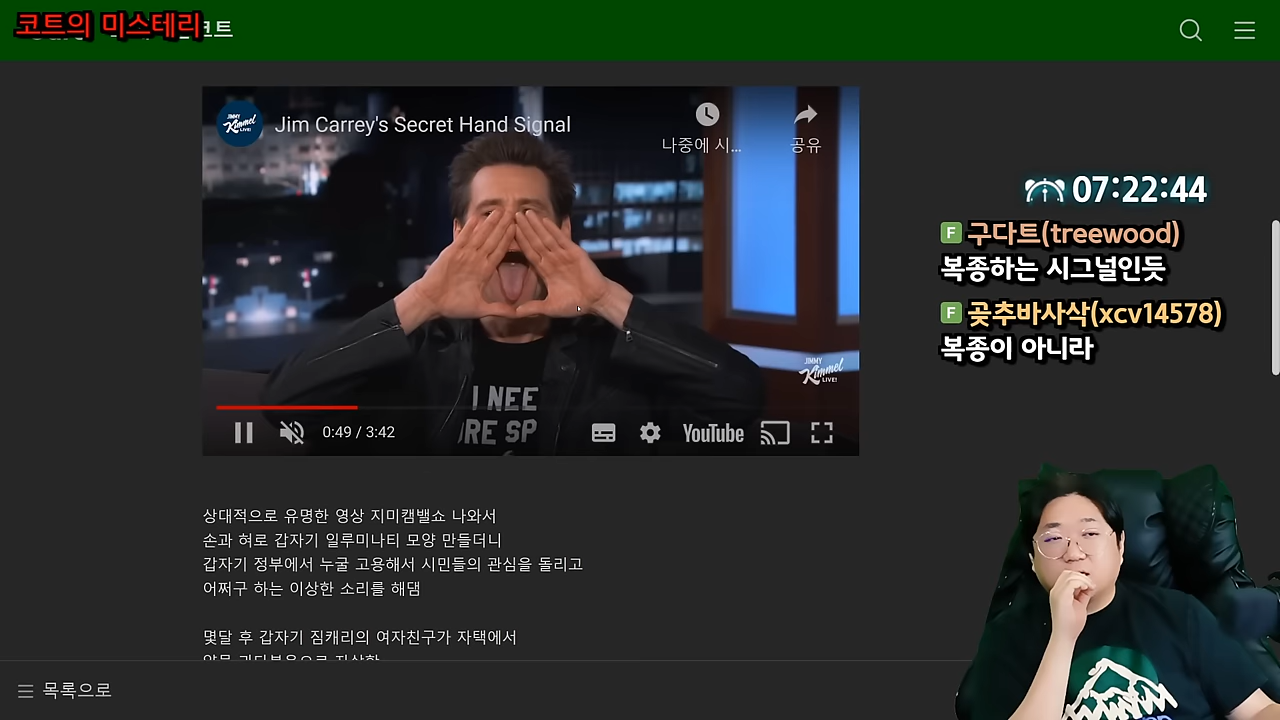 코트의 미스테리
코트
JIMMY
Kimmel
LIVE!
Jim Carrey's Secret Hand Signal
나중에 시...
공유
07:22:44
F 구다트(treewood)
복종하는 시그널인듯
F 곶추바사삭(xcv14578)
복종이 아니라
JIMMY
Kimmel
LIVE!
I NEE
RE SP
0:49 / 3:42
YouTube
상대적으로 유명한 영상 지미캠밸쇼 나와서
손과 혀로 갑자기 일루미나티 모양 만들더니
갑자기 정부에서 누굴 고용해서 시민들의 관심을 돌리고
어쩌구 하는 이상한 소리를 해댐
몇달 후 갑자기 짐캐리의 여자친구가 자택에서
목록으로